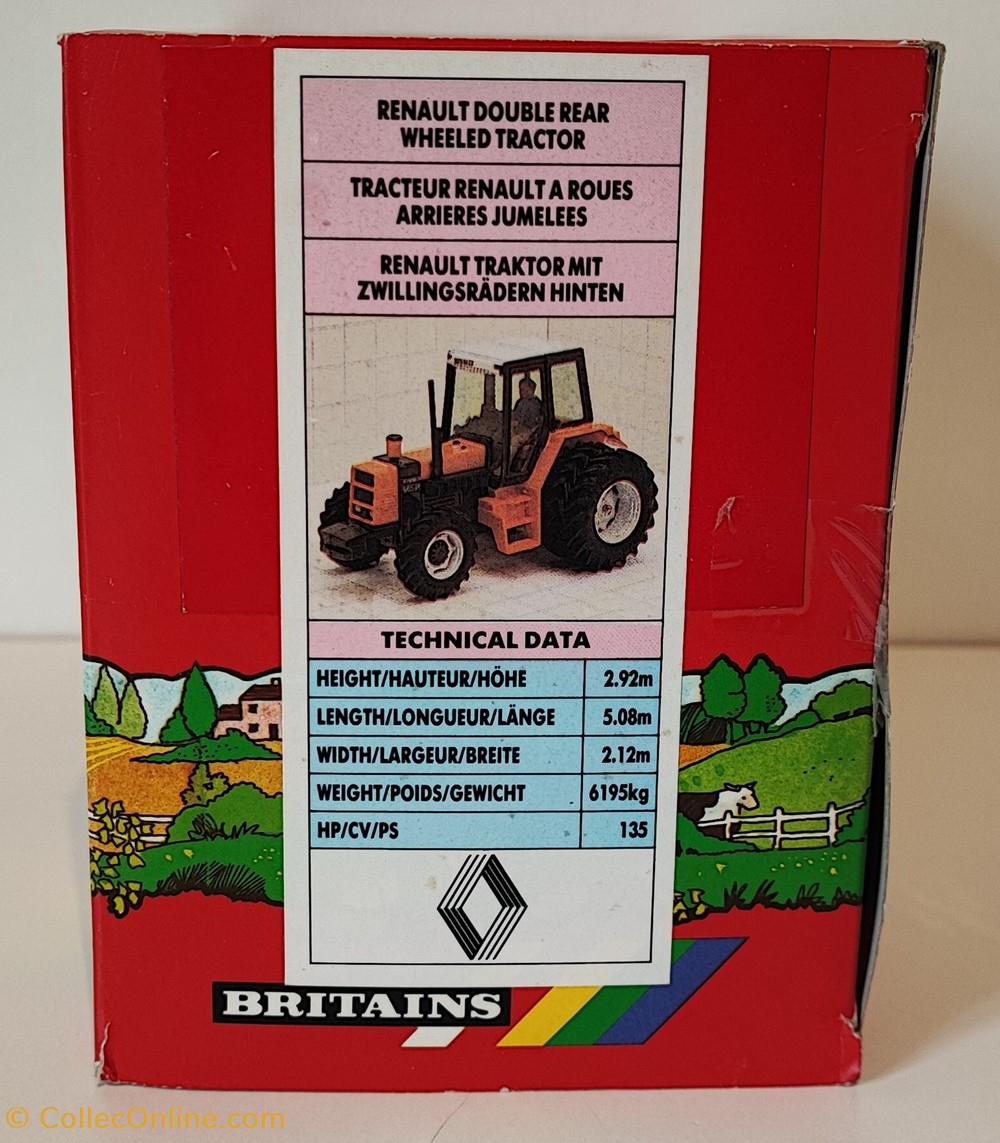 RENAULT DOUBLE REAR
WHEELED TRACTOR
TRACTEUR RENAULT A ROUES
ARRIERES JUMELEES
RENAULT TRAKTOR MIT
ZWILLINGSRÄDERN HINTEN
TECHNICAL DATA
HEIGHT/HAUTEUR/HÖHE 2.92m
LENGTH/LONGUEUR/LÄNGE 5.08m
WIDTH/LARGEUR/BREITE 2.12m
WEIGHT/POIDS/GEWICHT 6195kg
HP/CV/PS 135
BRITAINS
© CollecOnline.com